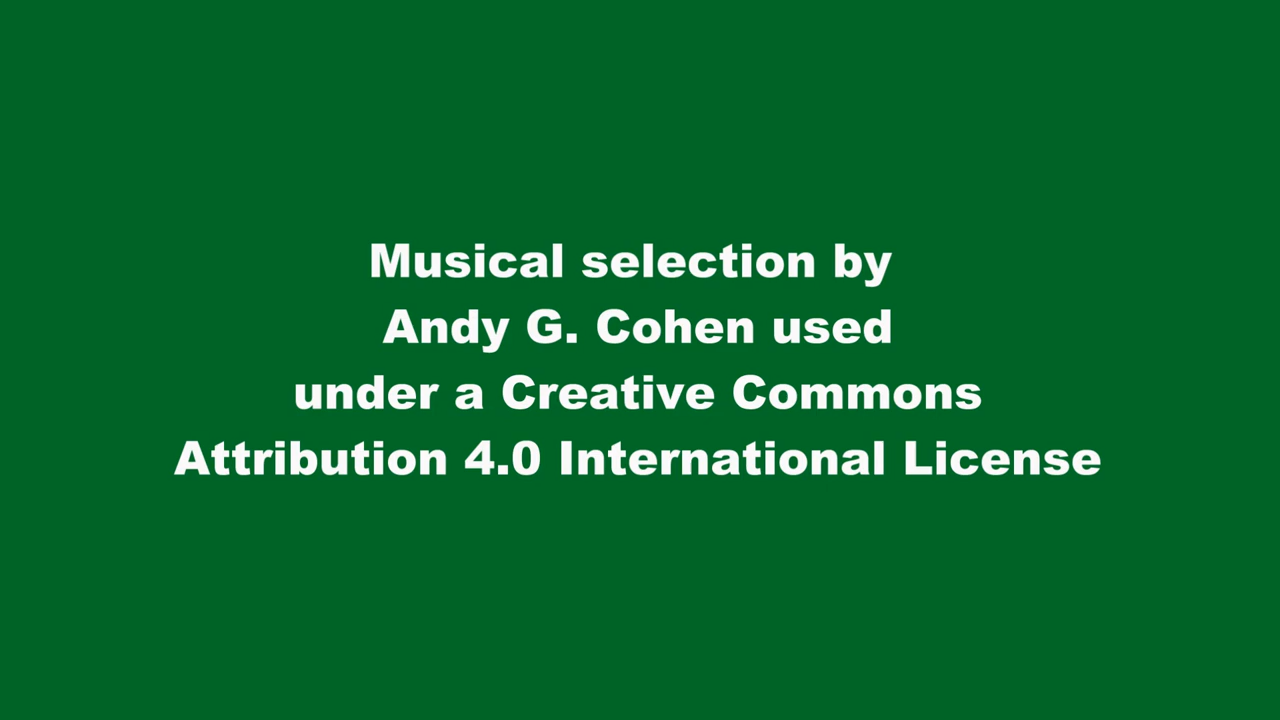 Musical selection by
Andy G. Cohen used
under a Creative Commons
Attribution 4.0 International License